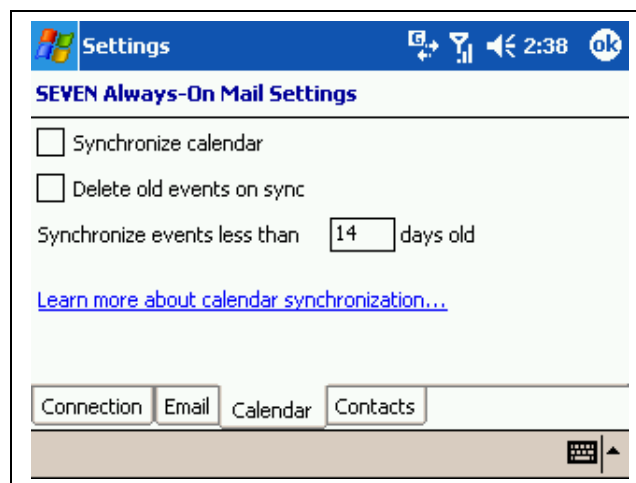 Settings G 2:38 ok
SEVEN Always-On Mail Settings
Synchronize calendar
Delete old events on sync
Synchronize events less than 14 days old
Learn more about calendar synchronization...
Connection Email Calendar Contacts